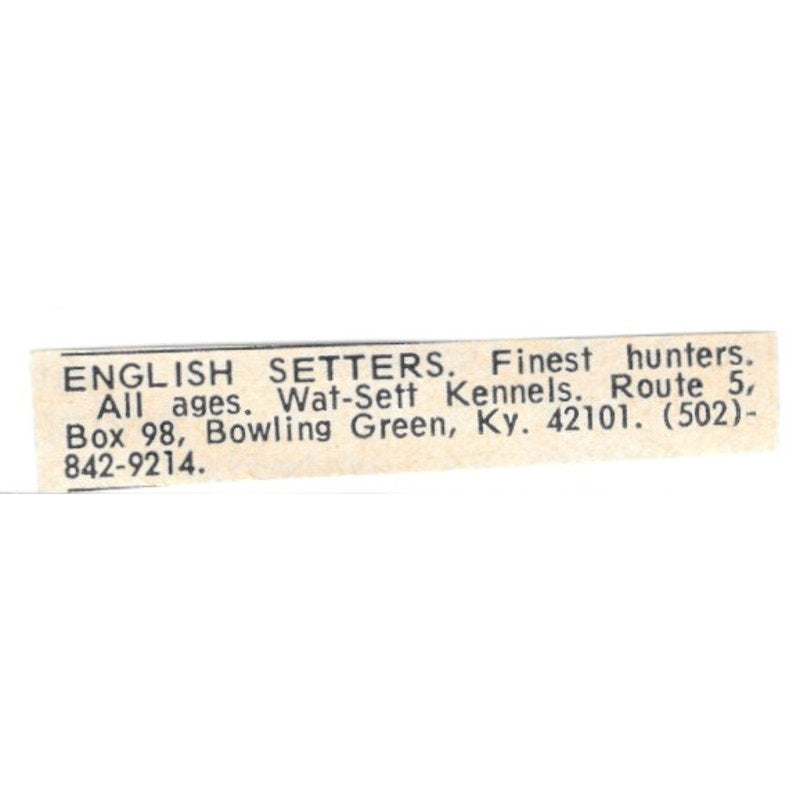 ENGLISH SETTERS. Finest hunters.
All ages. Wat-Sett Kennels. Route 5,
Box 98, Bowling Green, Ky. 42101. (502)-
842-9214.